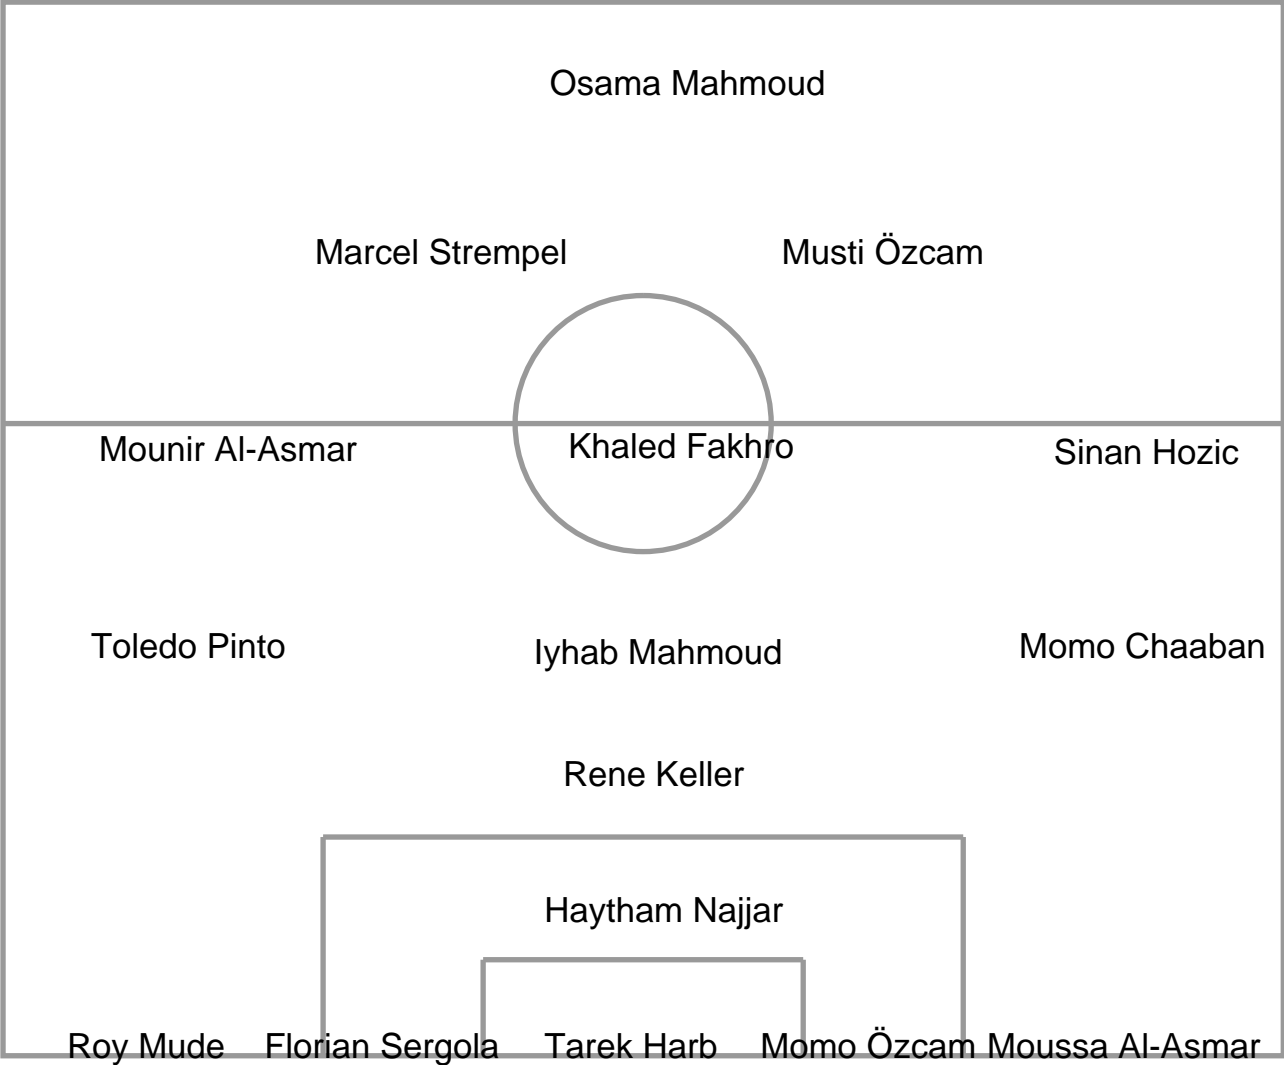 Osama Mahmoud
Marcel Strempel Musti Özcam
Mounir Al-Asmar Khaled Fakhro Sinan Hozic
Toledo Pinto Iyhab Mahmoud Momo Chaaban
Rene Keller
Haytham Najjar
Roy Mude Florian Sergola Tarek Harb Momo Özcam Moussa Al-Asmar